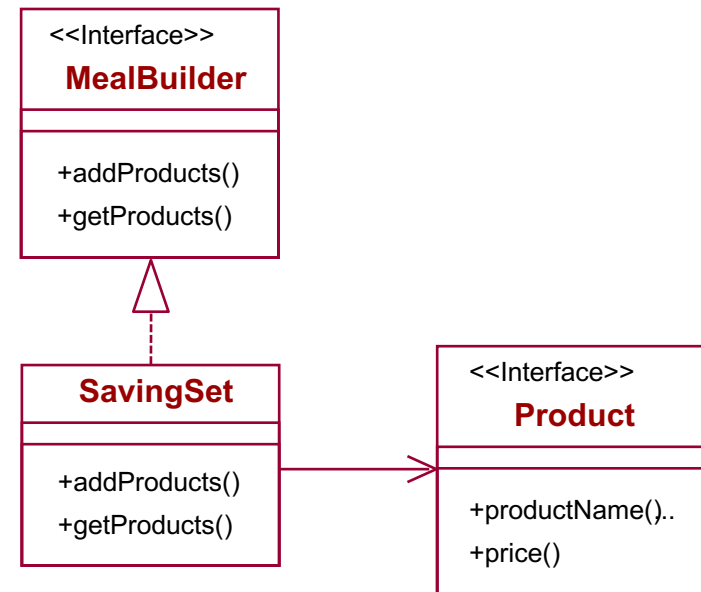 <<Interface>>
MealBuilder
+addProducts()
+getProducts()
SavingSet
+addProducts()
+getProducts()
<<Interface>>
Product
+productName()..
+price()